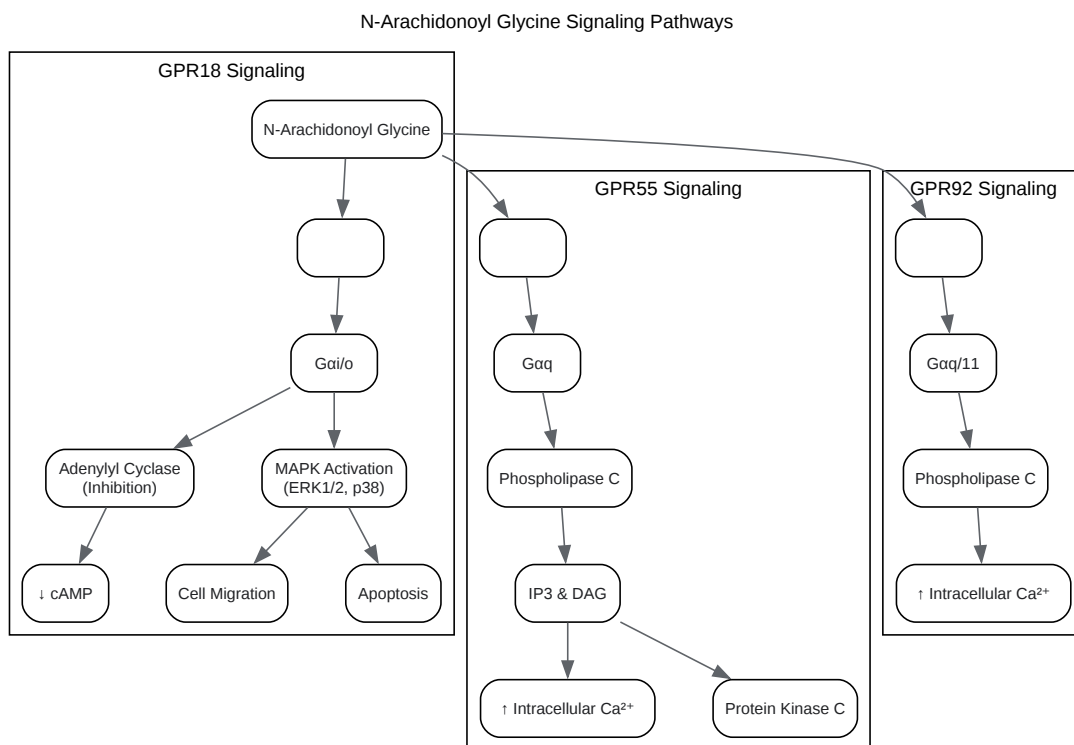 N-Arachidonoyl Glycine Signaling Pathways
GPR18 Signaling
N-Arachidonoyl Glycine
Gαi/o
Adenylyl Cyclase
(Inhibition)
MAPK Activation
(ERK1/2, p38)
↓ cAMP
Cell Migration
Apoptosis
GPR55 Signaling
Gαq
Phospholipase C
IP3 & DAG
↑ Intracellular Ca²⁺
Protein Kinase C
GPR92 Signaling
Gαq/11
Phospholipase C
↑ Intracellular Ca²⁺